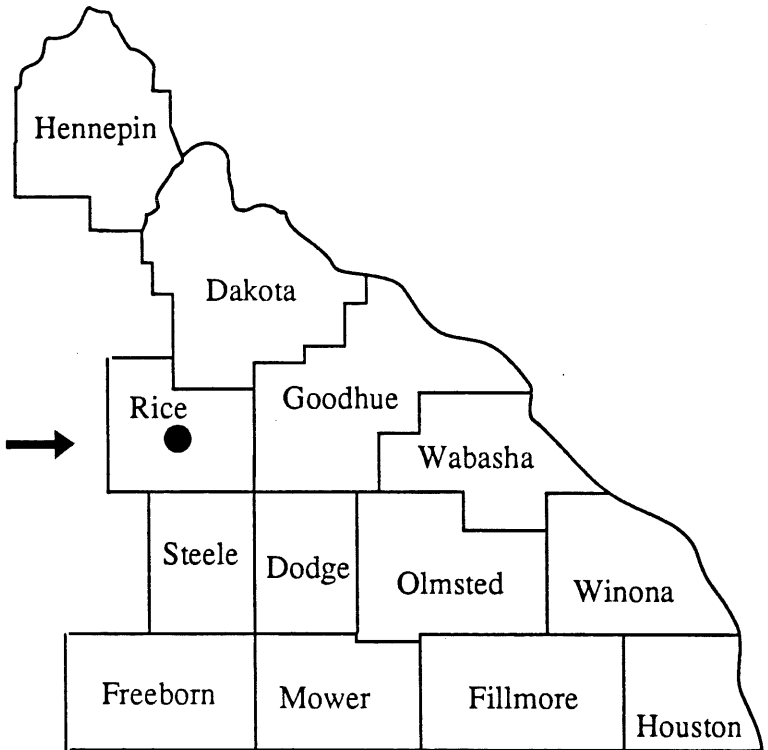 Hennepin
Dakota
Rice
Goodhue
Wabasha
Steele
Dodge
Olmsted
Winona
Freeborn
Mower
Fillmore
Houston